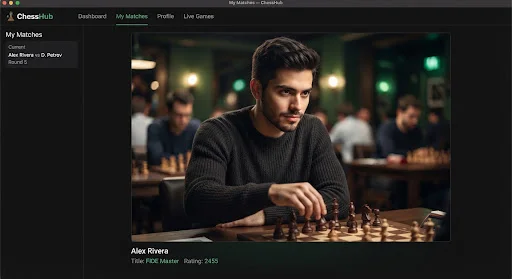 My Matches — ChessHub
ChessHub
Dashboard My Matches Profile Live Games
My Matches
Current
Alex Rivera vs D. Petrov
Round 5
Alex Rivera
Title: FIDE Master Rating: 2455